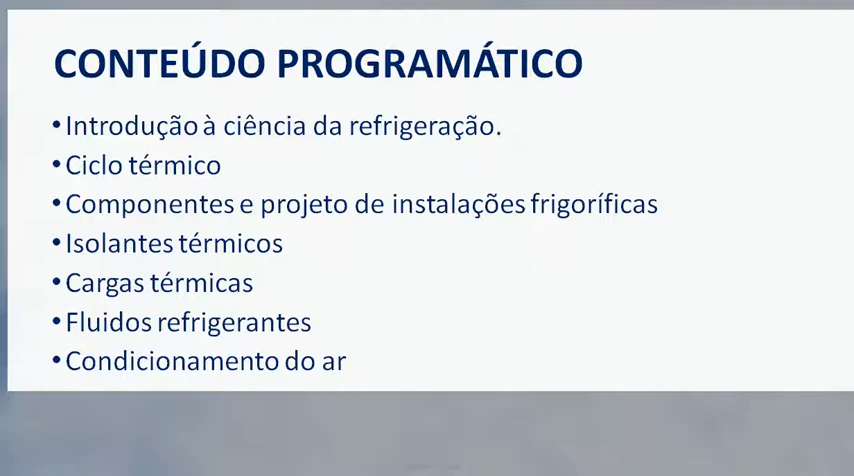 CONTEÚDO PROGRAMÁTICO
•Introdução à ciência da refrigeração.
•Ciclo térmico
•Componentes e projeto de instalações frigoríficas
•Isolantes térmicos
•Cargas térmicas
•Fluidos refrigerantes
•Condicionamento do ar